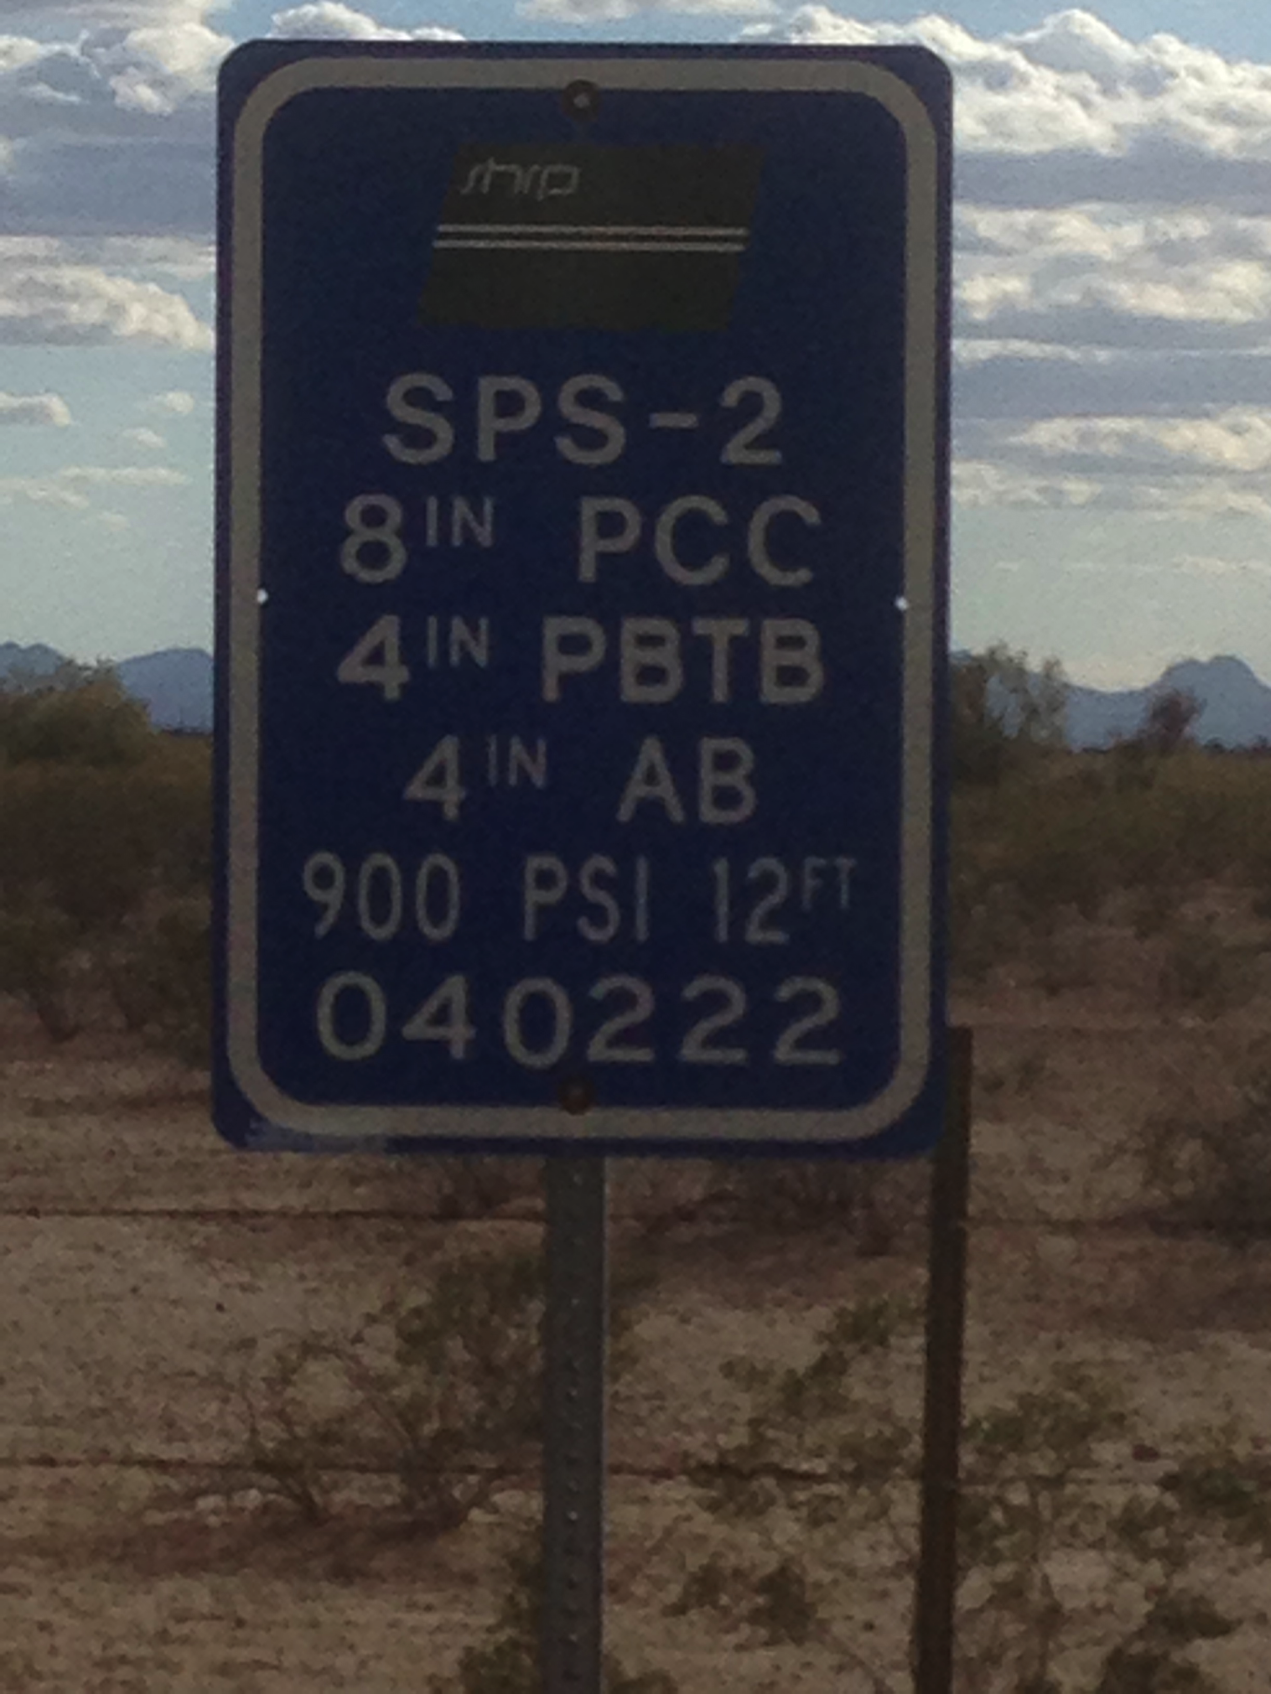 shrp
SPS-2
8IN PCC
4IN PBTB
4IN AB
900 PSI 12FT
040222